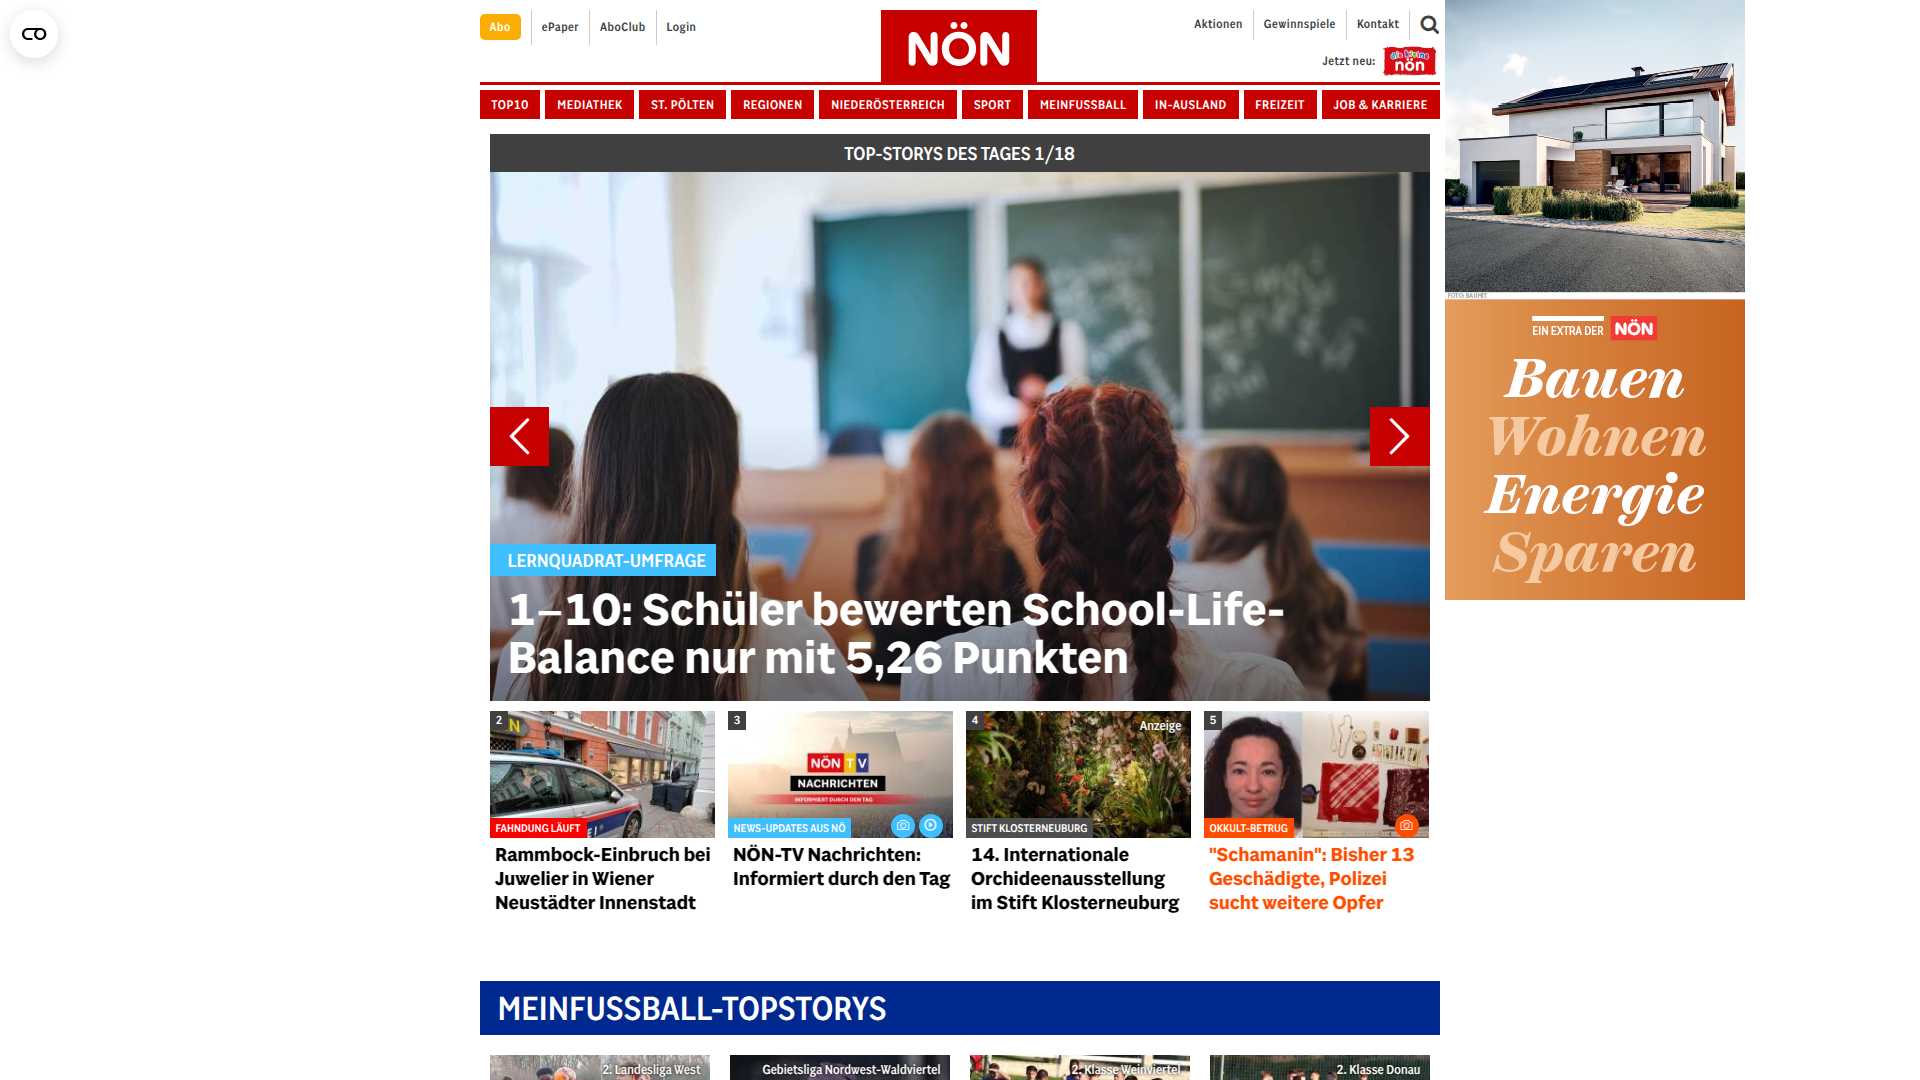 Abo
ePaper
AboClub
Login
NÖN
Aktionen
Gewinnspiele
Kontakt
Jetzt neu:
die kleine
nön
TOP10
MEDIATHEK
ST. PÖLTEN
REGIONEN
NIEDERÖSTERREICH
SPORT
MEINFUSSBALL
IN-AUSLAND
FREIZEIT
JOB & KARRIERE
TOP-STORYS DES TAGES 1/18
LERNQUADRAT-UMFRAGE
1–10: Schüler bewerten School-Life-
Balance nur mit 5,26 Punkten
FOTO: BAUMIT
EIN EXTRA DER NÖN
Bauen
Wohnen
Energie
Sparen
2
FAHNDUNG LÄUFT
Rammbock-Einbruch bei
Juwelier in Wiener
Neustädter Innenstadt
3
NÖN TV
NACHRICHTEN
INFORMIERT DURCH DEN TAG
NEWS-UPDATES AUS NÖ
NÖN-TV Nachrichten:
Informiert durch den Tag
4
Anzeige
STIFT KLOSTERNEUBURG
14. Internationale
Orchideenausstellung
im Stift Klosterneuburg
5
OKKULT-BETRUG
"Schamanin": Bisher 13
Geschädigte, Polizei
sucht weitere Opfer
MEINFUSSBALL-TOPSTORYS
2. Landesliga West
Gebietsliga Nordwest-Waldviertel
2. Klasse Weinviertel
2. Klasse Donau